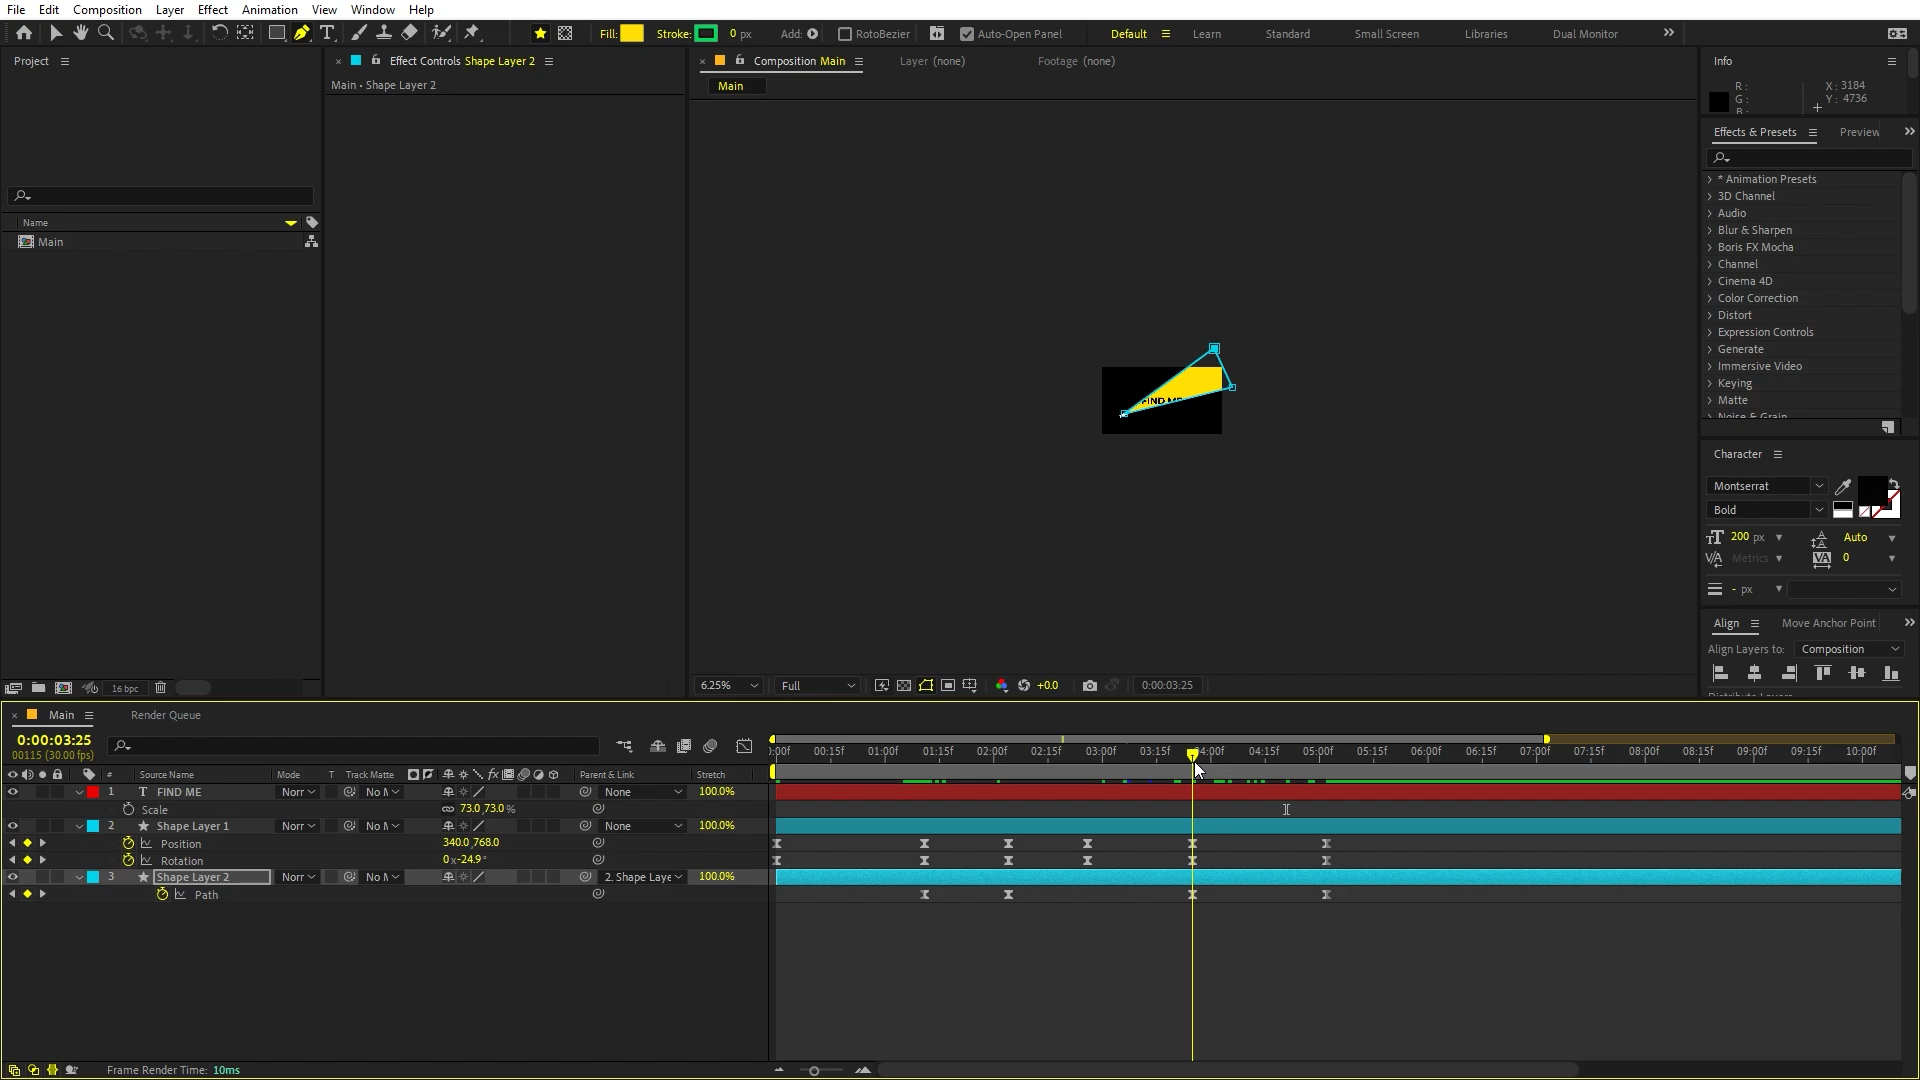 File Edit Composition Layer Effect Animation View Window Help
Fill: Stroke: 0 px Add: RotoBezier Auto-Open Panel Default Learn Standard Small Screen Libraries Dual Monitor
Project
Effect Controls Shape Layer 2
Main • Shape Layer 2
Composition Main Layer (none) Footage (none)
Main
Info
R :
G :
B :
X : 3184
Y : 4736
Effects & Presets Preview
* Animation Presets
3D Channel
Audio
Blur & Sharpen
Boris FX Mocha
Channel
Cinema 4D
Color Correction
Distort
Expression Controls
Generate
Immersive Video
Keying
Matte
Noise & Grain
Name
Main
FIND ME
Character
Montserrat
Bold
200 px Auto
Metrics 0
- px
Align Move Anchor Point
Align Layers to: Composition
Distribute Layers
16 bpc
6.25% Full +0.0 0:00:03:25
Main Render Queue
0:00:03:25
00115 (30.00 fps)
:00f 00:15f 01:00f 01:15f 02:00f 02:15f 03:00f 03:15f 04:00f 04:15f 05:00f 05:15f 06:00f 06:15f 07:00f 07:15f 08:00f 08:15f 09:00f 09:15f 10:00f
# Source Name Mode T Track Matte fx Parent & Link Stretch
1 T FIND ME Norr No M None 100.0%
Scale 73.0,73.0 %
2 Shape Layer 1 Norr No M None 100.0%
Position 340.0,768.0
Rotation 0x-24.9°
3 Shape Layer 2 Norr No M 2. Shape Laye 100.0%
Path
Frame Render Time: 10ms